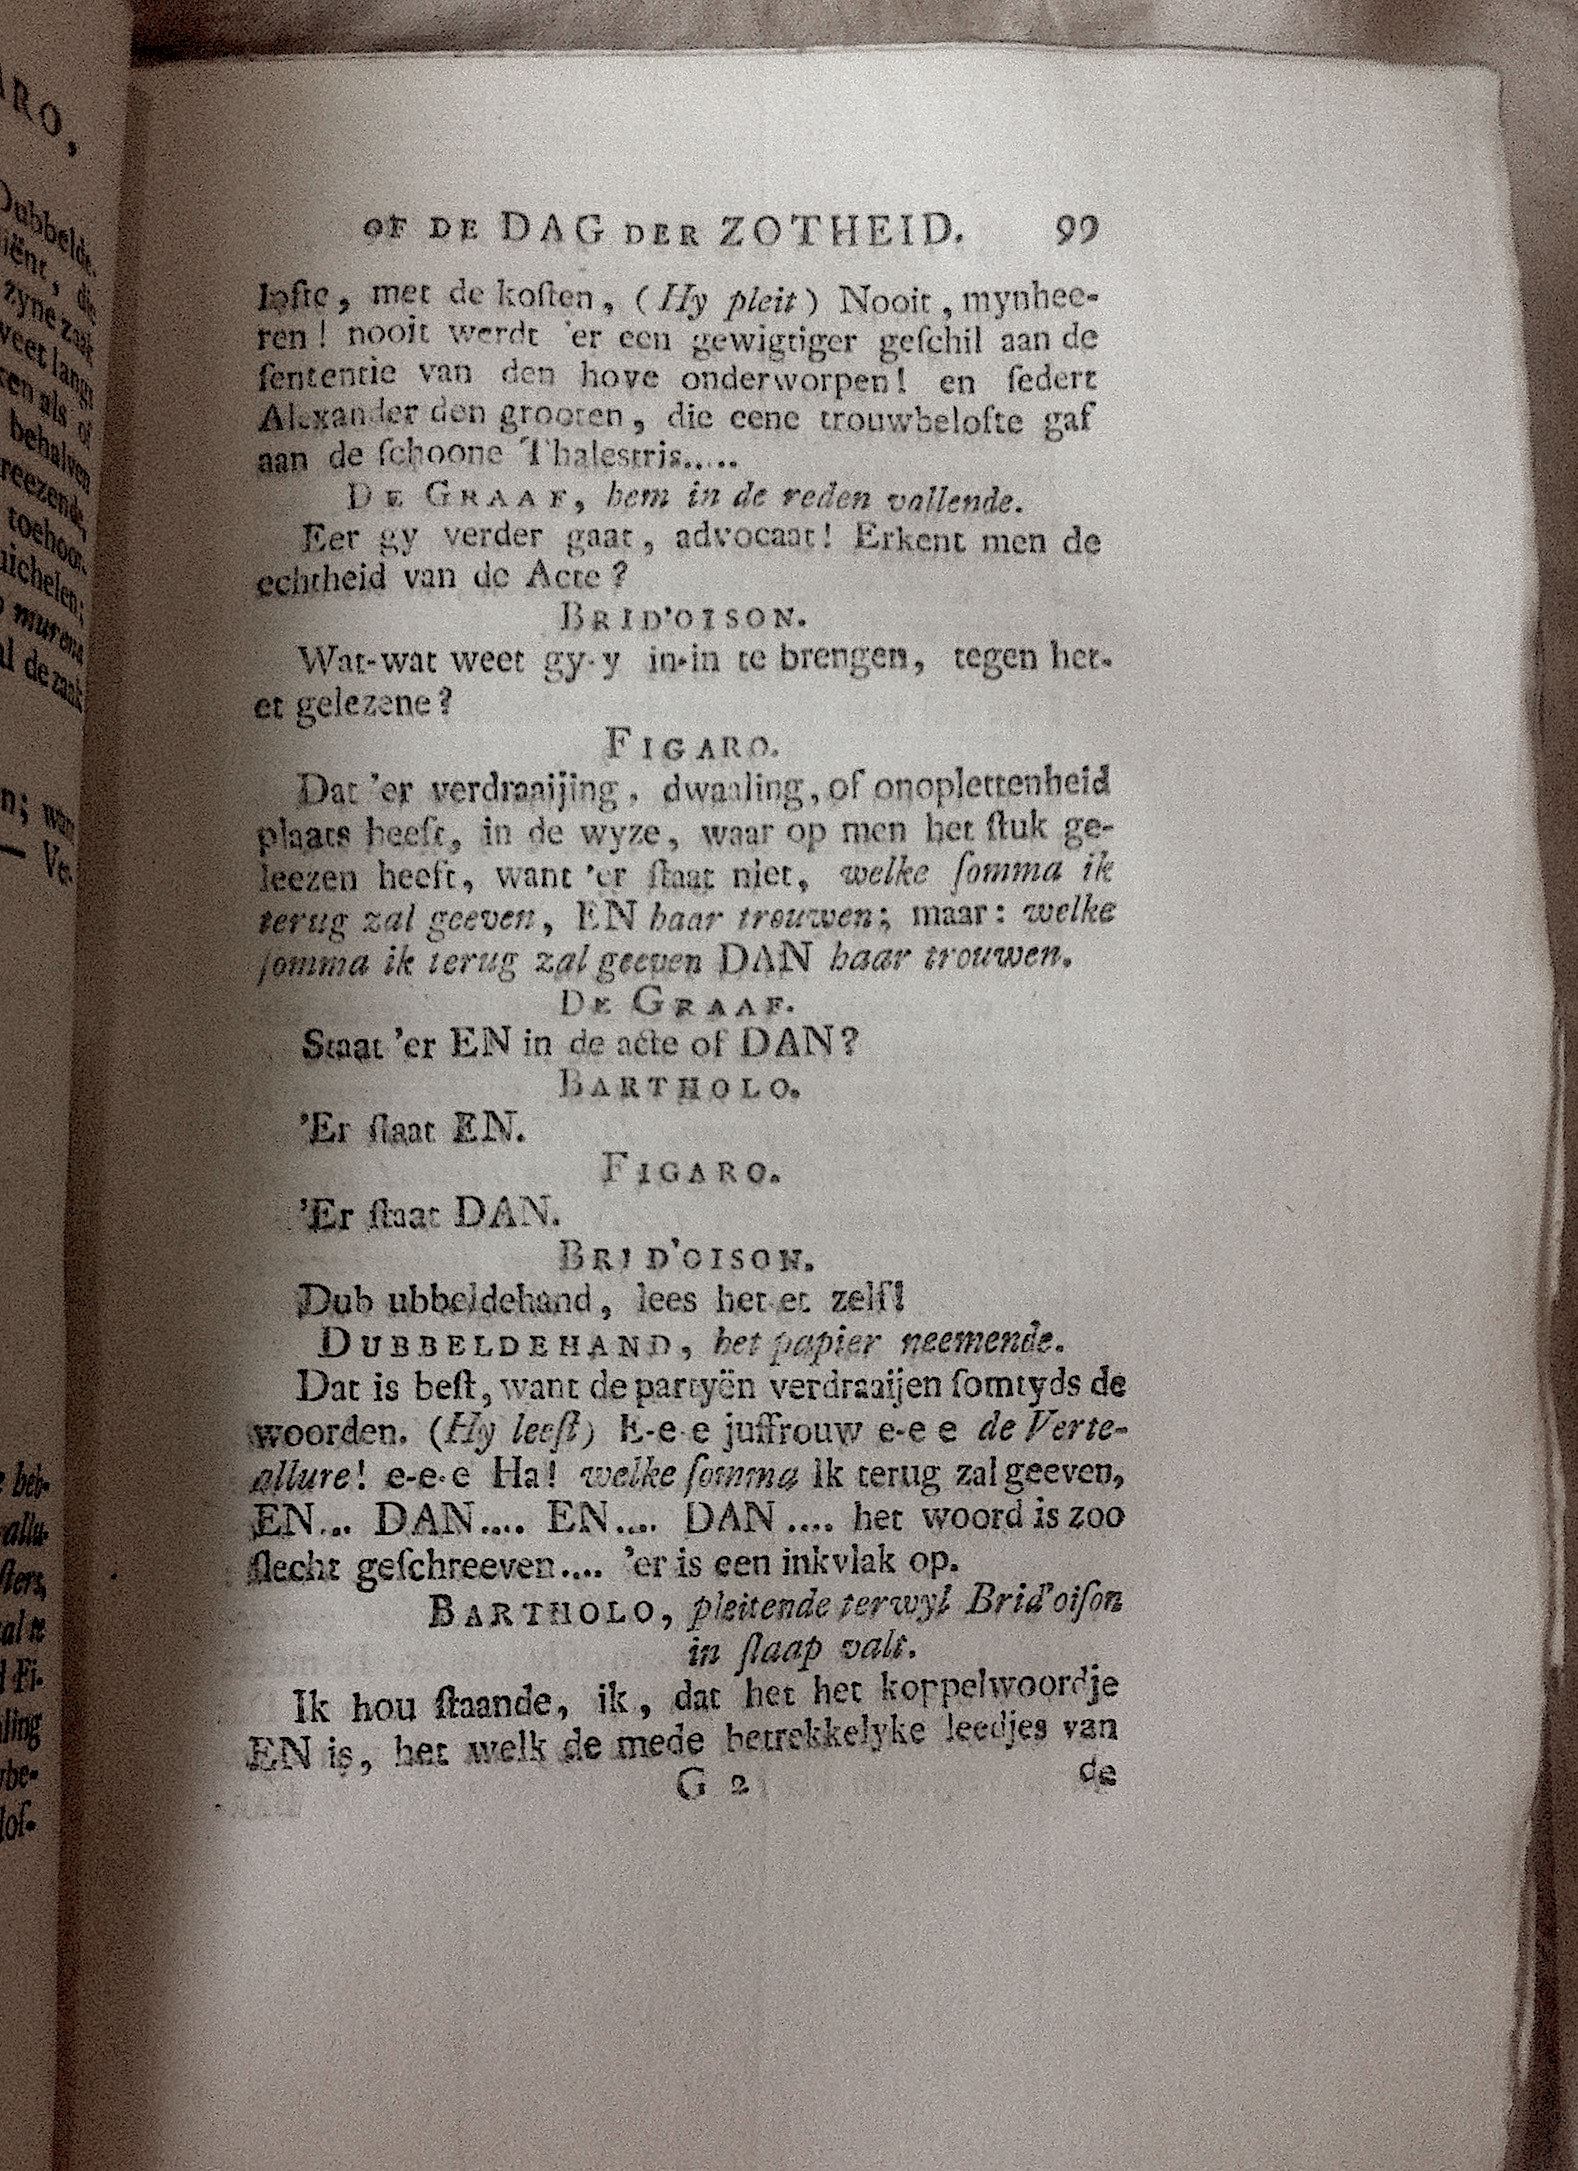 OF DE DAG DER ZOTHEID. 99
lofte, met de koſten, (Hy pleit) Nooit, mynhee-
ren! nooit werdt 'er een gewigtiger geſchil aan de
ſententie van den hove onderworpen! en ſedert
Alexander den grooten, die eene trouwbelofte gaf
aan de ſchoone Thalestris.....
DE GRAAF, hem in de reden vallende.
Eer gy verder gaat, advocaat! Erkent men de
echtheid van de Acte?
BRID'OISON.
Wat-wat weet gy-y in-in te brengen, tegen het-
et gelezene?
FIGARO.
Dat 'er verdraaijing, dwaaling, of onoplettenheid
plaats heeft, in de wyze, waar op men het ſtuk ge-
leezen heeft, want 'er ſtaat niet, welke ſomma ik
terug zal geeven, EN haar trouwen; maar: welke
ſomma ik terug zal geeven DAN haar trouwen.
DE GRAAF.
Staat 'er EN in de acte of DAN?
BARTHOLO.
'Er ſtaat EN.
FIGARO.
'Er ſtaat DAN.
BRID'OISON.
Dub ubbeldehand, lees het-et zelf!
DUBBELDEHAND, het papier neemende.
Dat is beſt, want de partyën verdraaijen ſomtyds de
woorden. (Hy leeſt) E-e-e juffrouw e-e e de Verte-
allure! e-e-e Ha! welke ſomma ik terug zal geeven,
EN... DAN.... EN.... DAN .... het woord is zoo
ſlecht geſchreeven.... 'er is een inkvlak op.
BARTHOLO, pleitende terwyl Brid'oiſon
in ſlaap valt.
Ik hou ſtaande, ik, dat het het koppelwoordje
EN is, het welk de mede betrekkelyke leedjes van
G 2 de